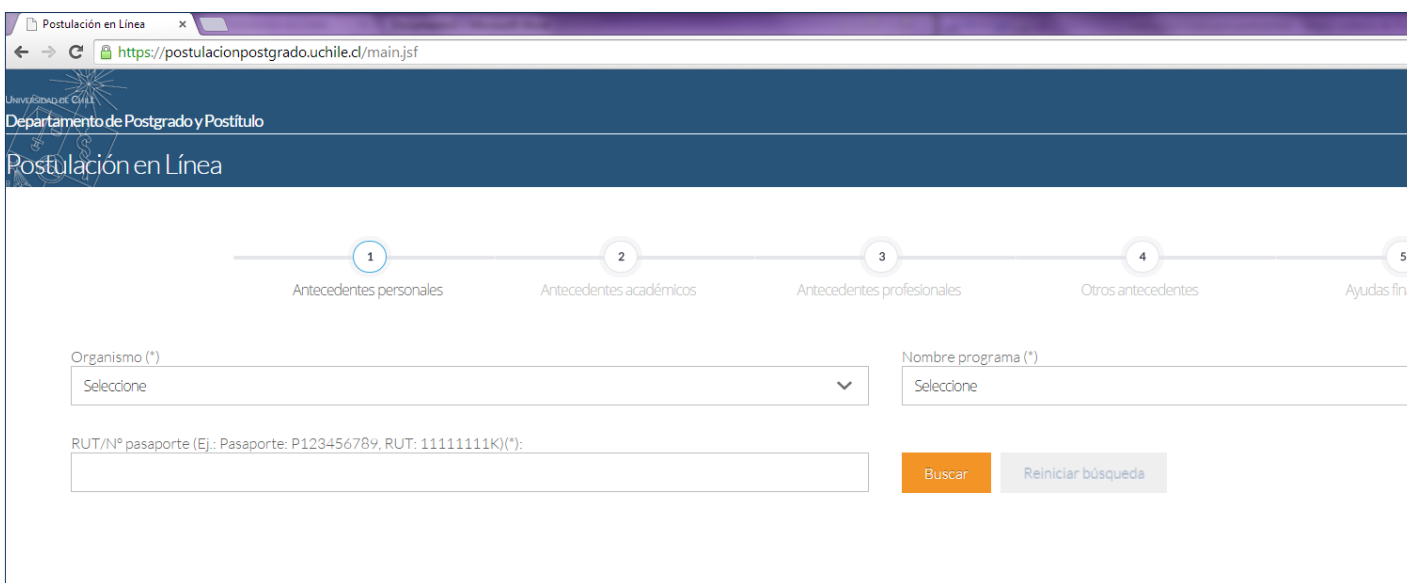 Postulación en Línea
https://postulacionpostgrado.uchile.cl/main.jsf
UNIVERSIDAD DE CHILE
Departamento de Postgrado y Postítulo
Postulación en Línea
1 2 3 4 5
Antecedentes personales Antecedentes académicos Antecedentes profesionales Otros antecedentes Ayudas fin
Organismo (*) Nombre programa (*)
Seleccione Seleccione
RUT/Nº pasaporte (Ej.: Pasaporte: P123456789, RUT: 11111111K)(*):
Buscar Reiniciar búsqueda